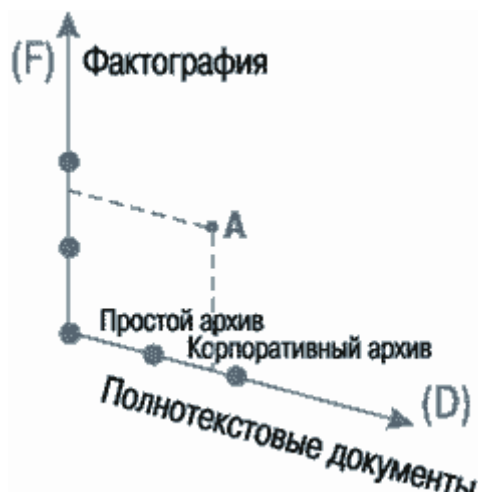 (F) Фактография
A
Простой архив
Корпоративный архив
(D)
Полнотекстовые документы